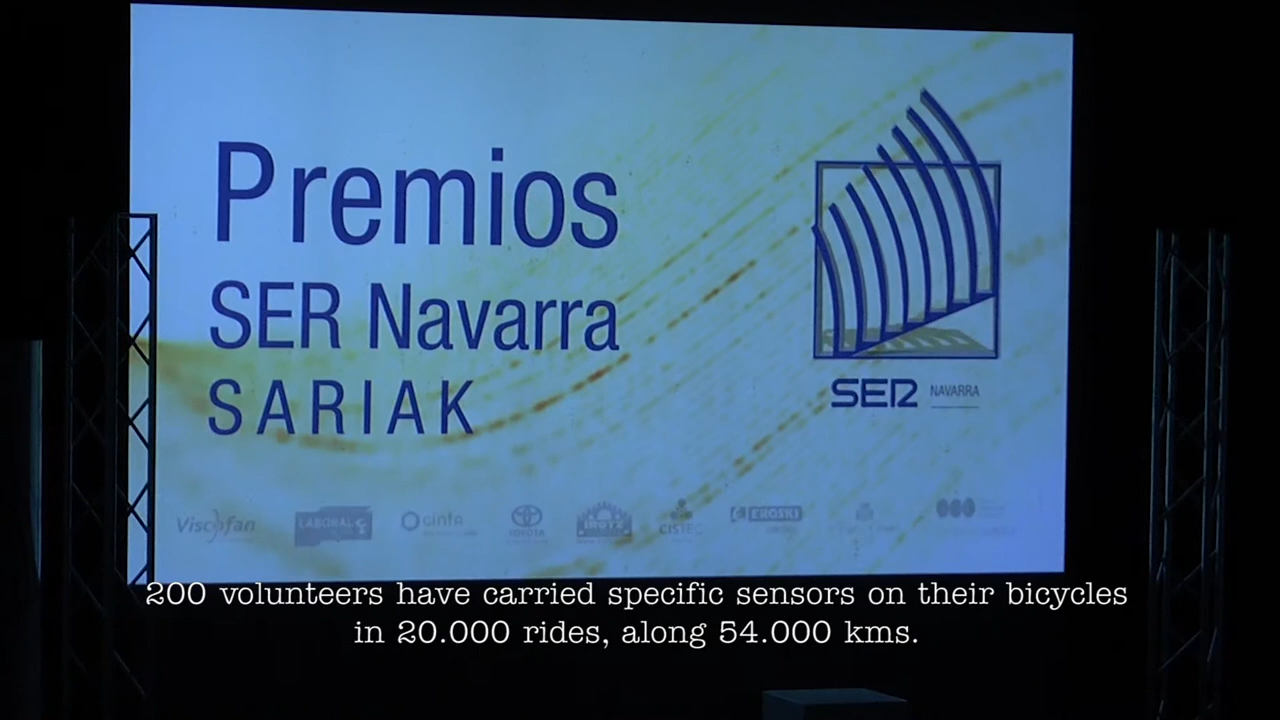 Premios
SER Navarra
SARIAK
SER NAVARRA
Viscofan LABORAL cinfa TOYOTA CISTEC EROSKI
200 volunteers have carried specific sensors on their bicycles
in 20.000 rides, along 54.000 kms.